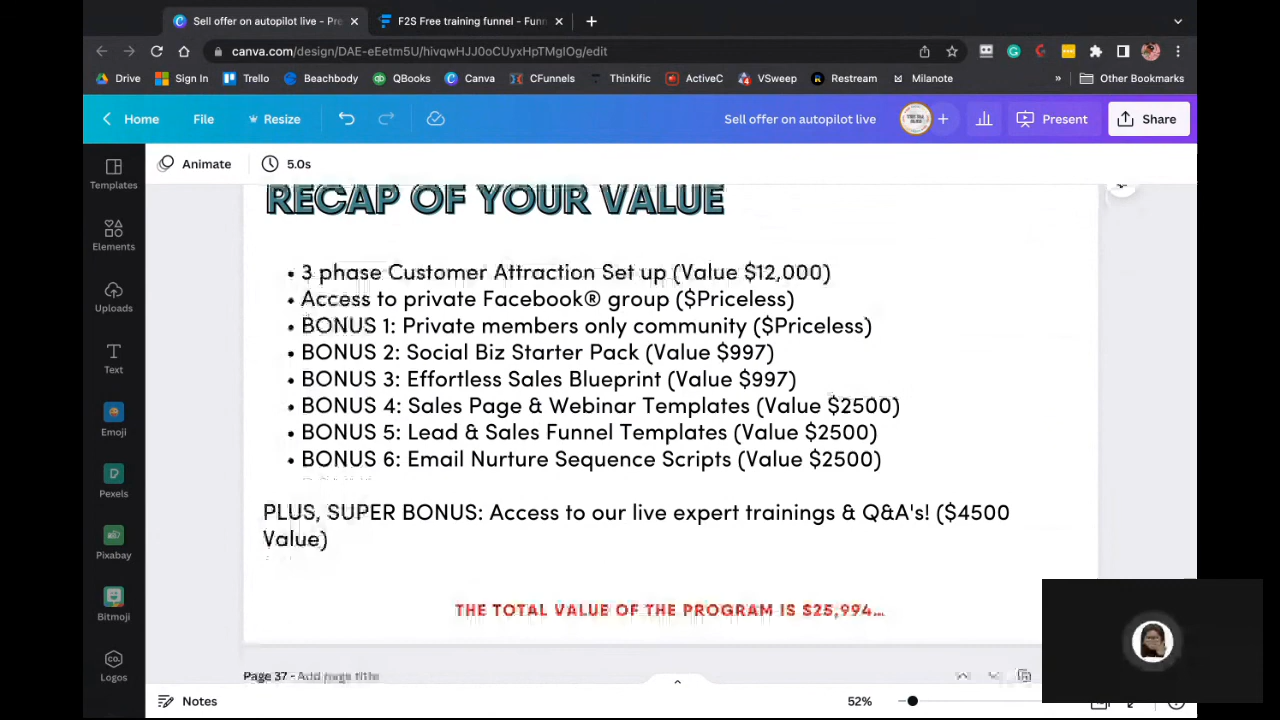 Sell offer on autopilot live - Pre
F2S Free training funnel - Funn
canva.com/design/DAE-eEetm5U/hivqwHJJ0oCUyxHpTMgIOg/edit
Drive
Sign In
Trello
Beachbody
QBooks
Canva
CFunnels
Thinkific
ActiveC
VSweep
Restream
Milanote
»
Other Bookmarks
Home
File
Resize
Sell offer on autopilot live
Present
Share
Animate
5.0s
Templates
Elements
Uploads
Text
Emoji
Pexels
Pixabay
Bitmoji
Logos
RECAP OF YOUR VALUE
• 3 phase Customer Attraction Set up (Value $12,000)
• Access to private Facebook® group ($Priceless)
• BONUS 1: Private members only community ($Priceless)
• BONUS 2: Social Biz Starter Pack (Value $997)
• BONUS 3: Effortless Sales Blueprint (Value $997)
• BONUS 4: Sales Page & Webinar Templates (Value $2500)
• BONUS 5: Lead & Sales Funnel Templates (Value $2500)
• BONUS 6: Email Nurture Sequence Scripts (Value $2500)
PLUS, SUPER BONUS: Access to our live expert trainings & Q&A's! ($4500
Value)
THE TOTAL VALUE OF THE PROGRAM IS $25,994...
Page 37 - Add page title
Notes
52%